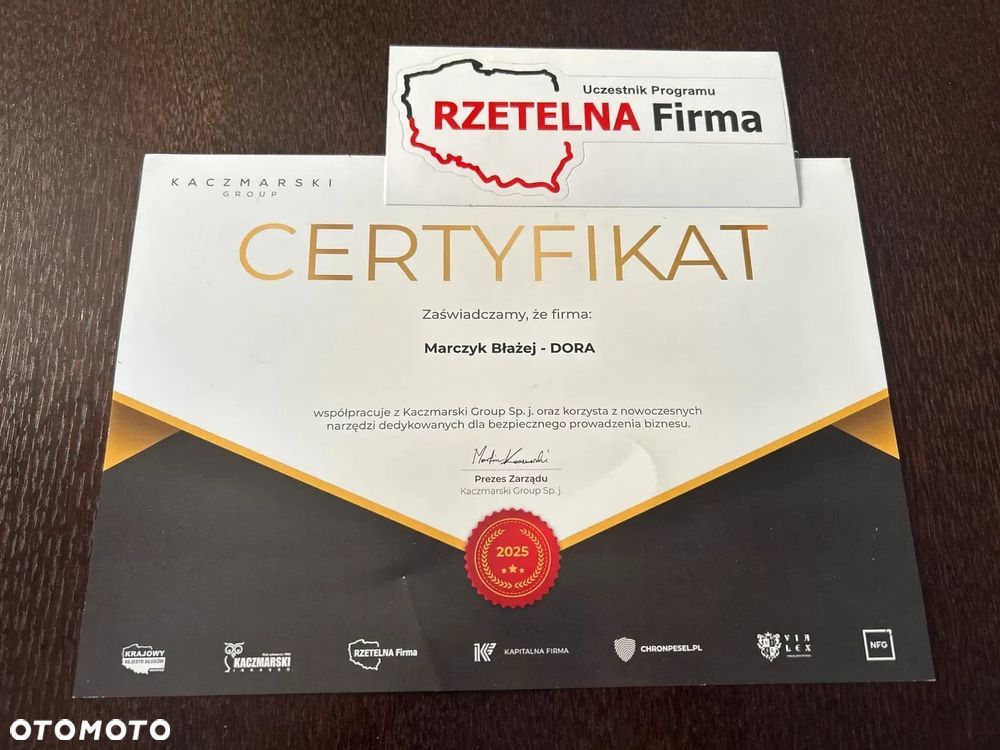 Uczestnik Programu
RZETELNA Firma
KACZMARSKI
GROUP
CERTYFIKAT
Zaświadczamy, że firma:
Marczyk Błażej - DORA
współpracuje z Kaczmarski Group Sp. j. oraz korzysta z nowoczesnych
narzędzi dedykowanych dla bezpiecznego prowadzenia biznesu.
Prezes Zarządu
Kaczmarski Group Sp. j.
2025
KRAJOWY
REJESTR DŁUGÓW
KACZMARSKI
INKASSO
RZETELNA Firma
KAPITALNA FIRMA
CHRONPESEL.PL
VIA
LEX
NFG
OTOMOTO